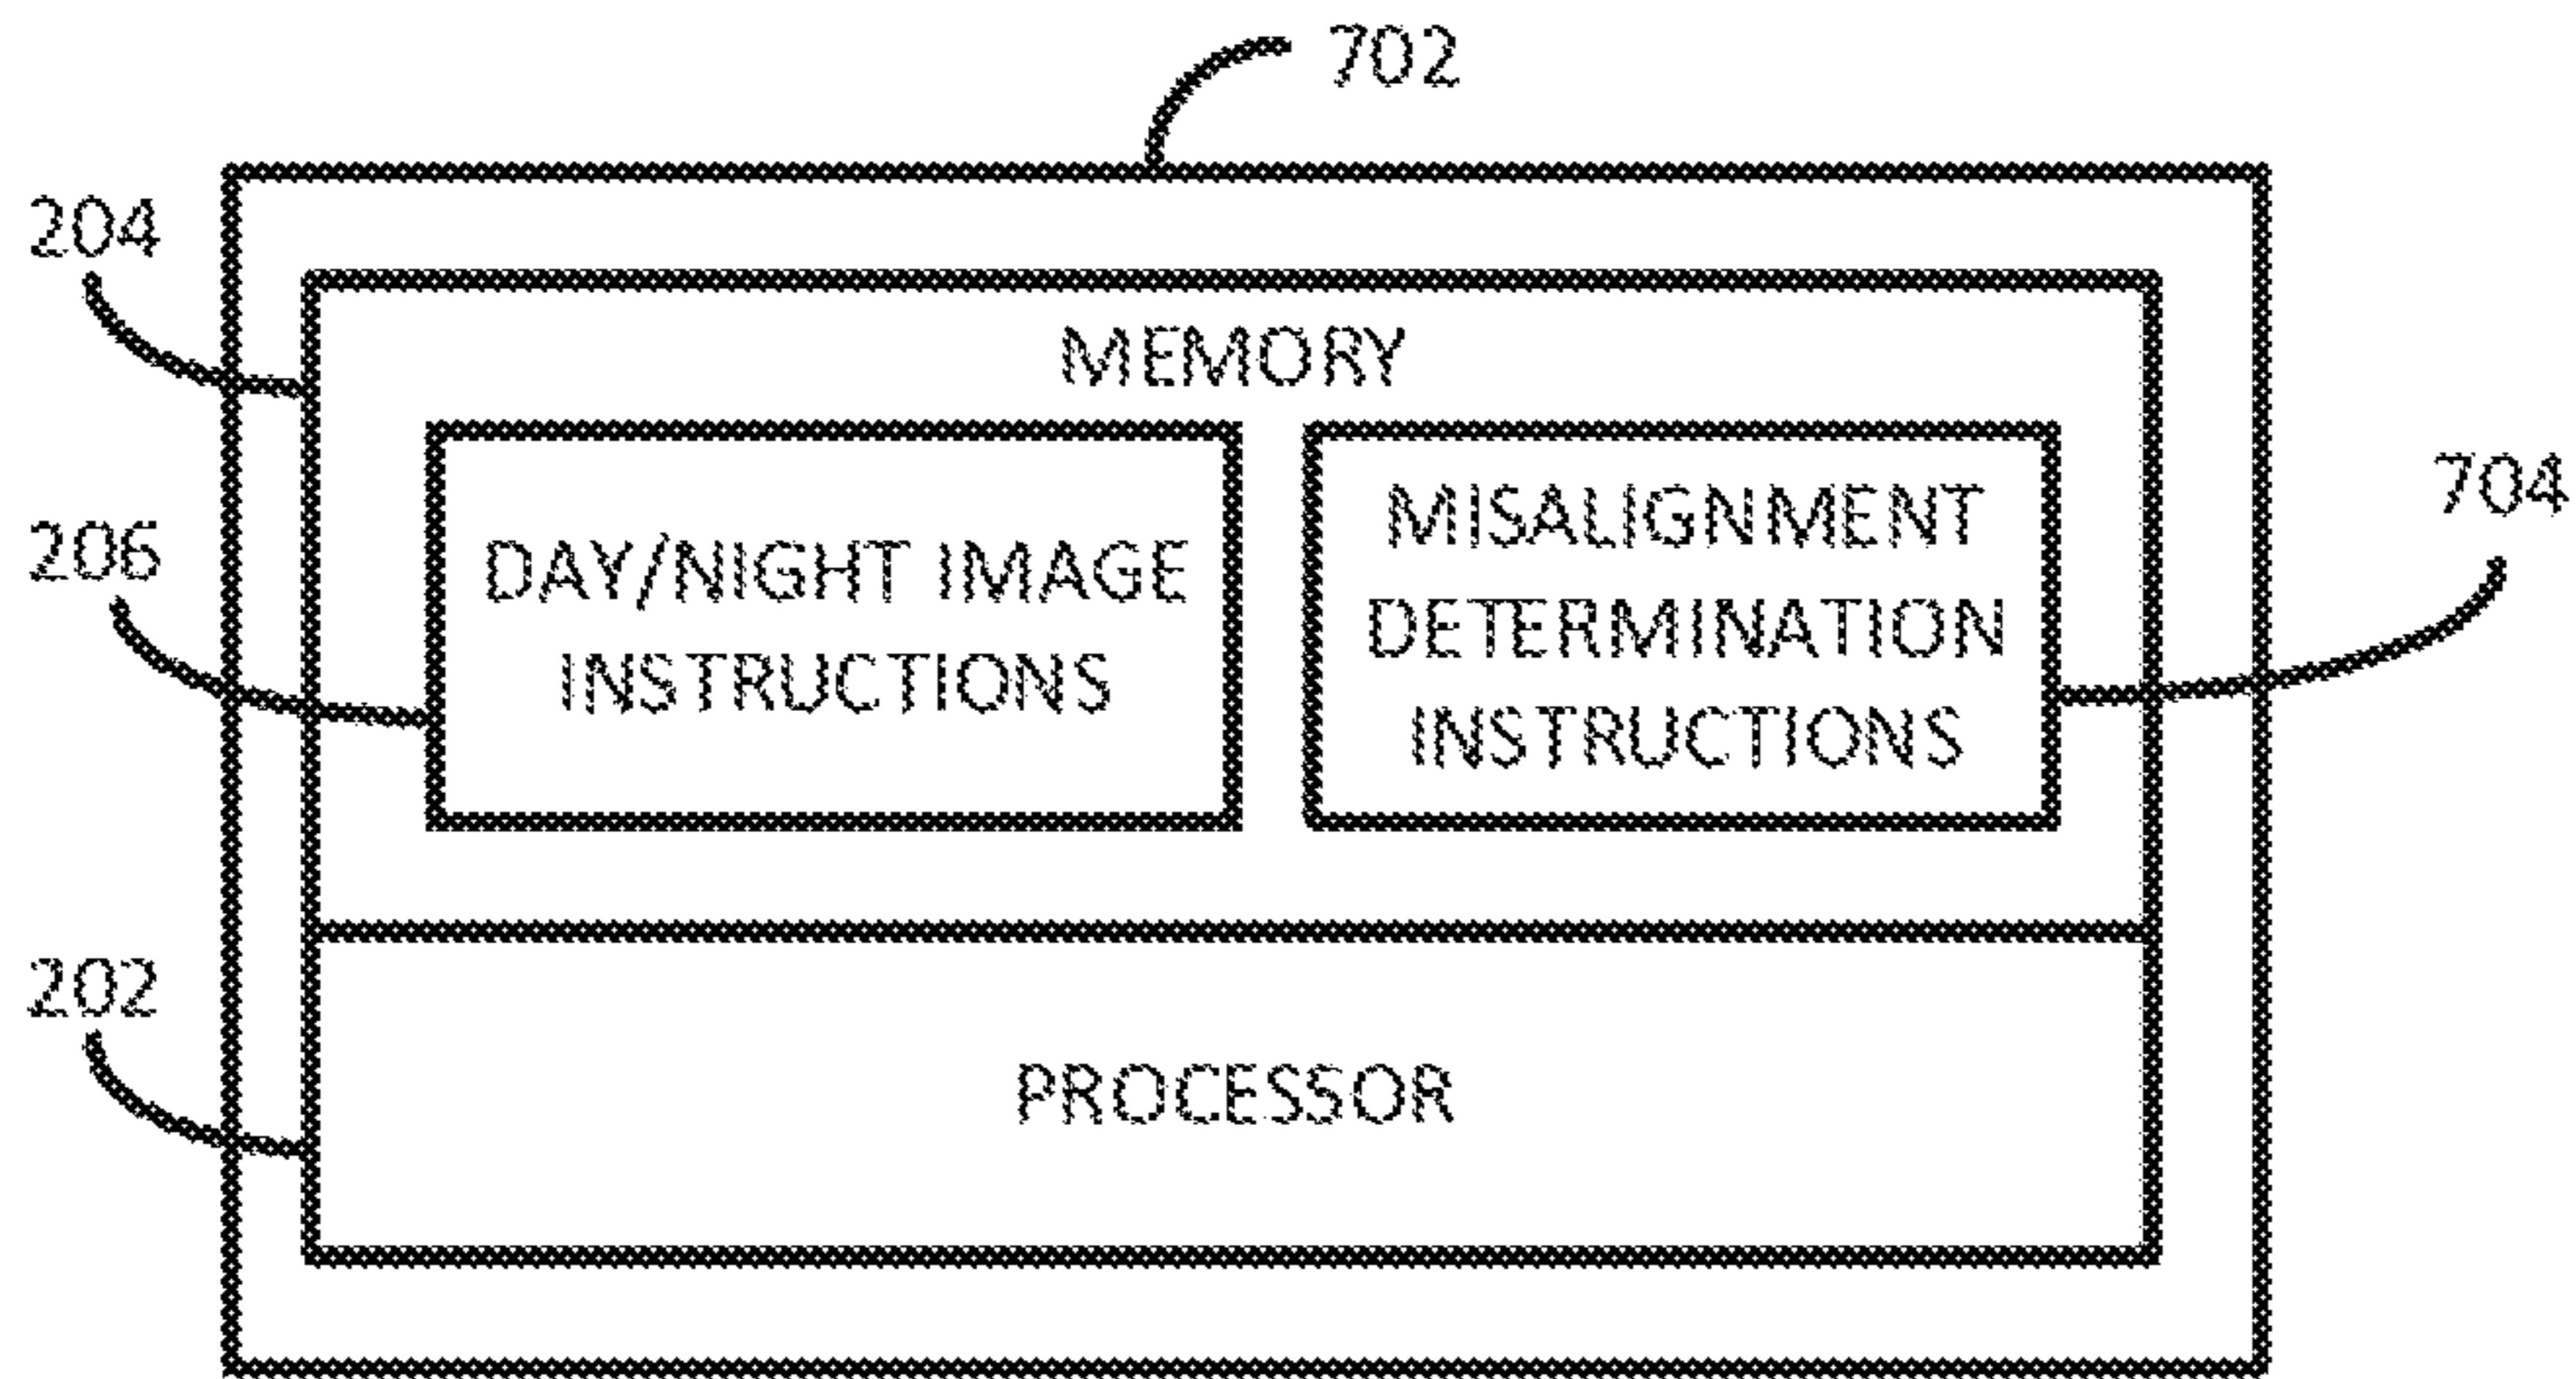 702
204
MEMORY
206
DAY/NIGHT IMAGE
INSTRUCTIONS
MISALIGNMENT
DETERMINATION
INSTRUCTIONS
704
202
PROCESSOR